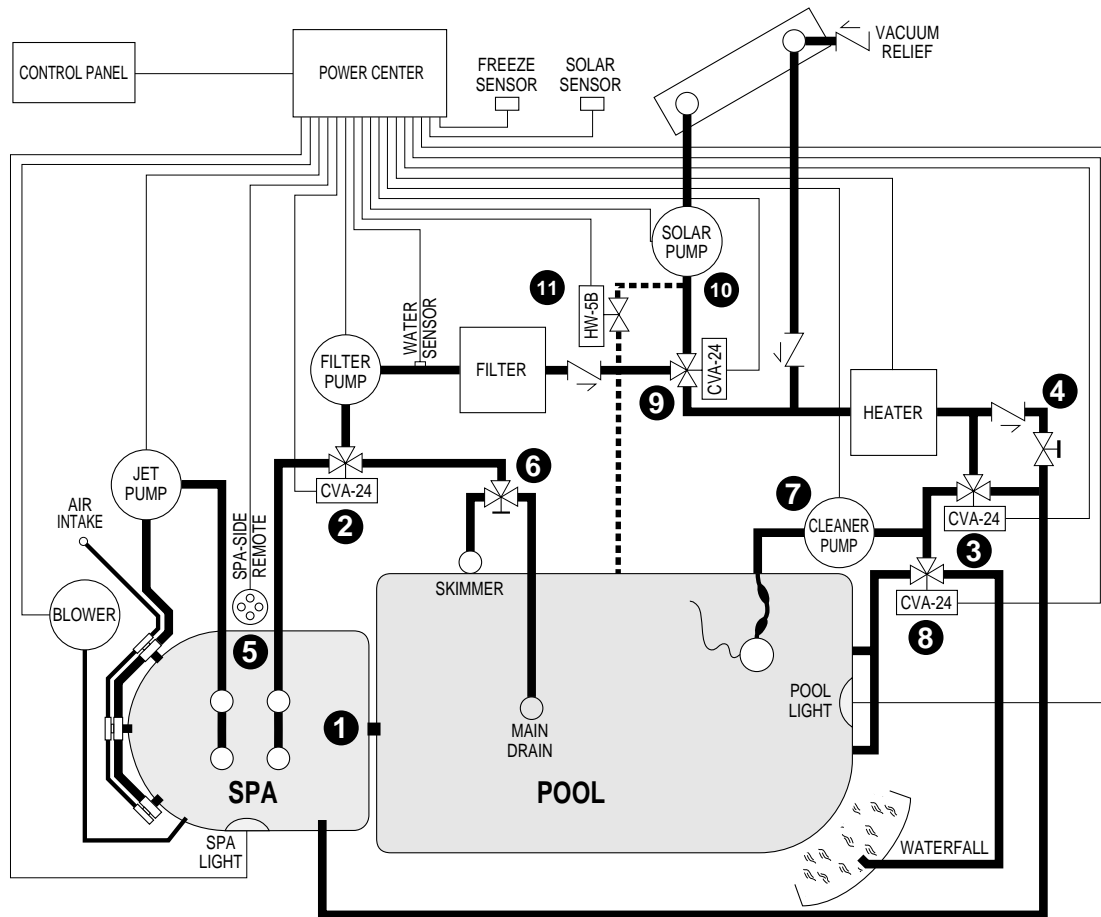 CONTROL PANEL
POWER CENTER
FREEZE
SENSOR
SOLAR
SENSOR
VACUUM
RELIEF
SOLAR
PUMP
11
10
HW-5B
WATER
SENSOR
FILTER
PUMP
FILTER
CVA-24
9
HEATER
4
JET
PUMP
AIR
INTAKE
CVA-24
2
6
7
CLEANER
PUMP
CVA-24
3
SPA-SIDE
REMOTE
BLOWER
SKIMMER
CVA-24
8
5
1
MAIN
DRAIN
POOL
LIGHT
SPA
POOL
SPA
LIGHT
WATERFALL